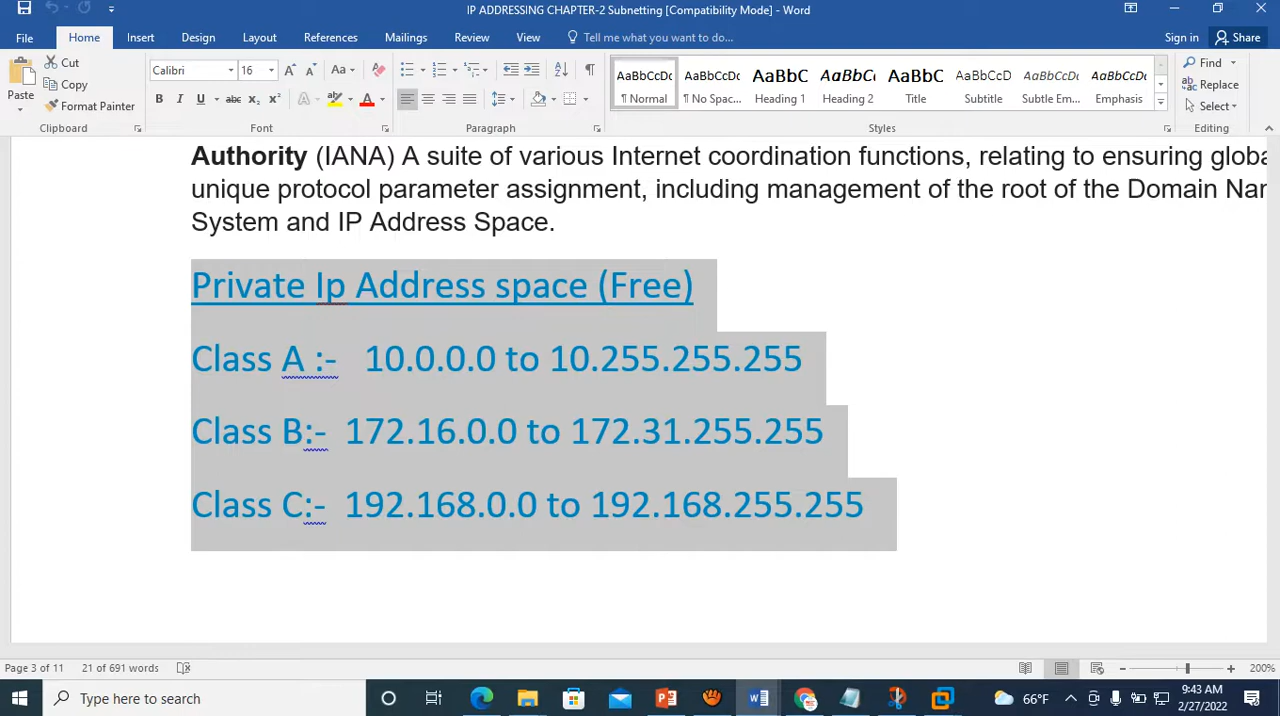 IP ADDRESSING CHAPTER-2 Subnetting [Compatibility Mode] - Word
File Home Insert Design Layout References Mailings Review View Tell me what you want to do... Sign in Share
Cut Calibri 16 Aa AaBbCcDc AaBbCcDc AaBbC AaBbCc AaBbC AaBbCcD AaBbCcDc AaBbCcDc Find
Copy Replace
Paste Format Painter B I U abc x₂ x² A A ¶ Normal ¶ No Spac... Heading 1 Heading 2 Title Subtitle Subtle Em... Emphasis Select
Clipboard Font Paragraph Styles Editing
Authority (IANA) A suite of various Internet coordination functions, relating to ensuring globa
unique protocol parameter assignment, including management of the root of the Domain Nar
System and IP Address Space.
Private Ip Address space (Free)
Class A :- 10.0.0.0 to 10.255.255.255
Class B:- 172.16.0.0 to 172.31.255.255
Class C:- 192.168.0.0 to 192.168.255.255
Page 3 of 11 21 of 691 words 200%
Type here to search 66°F 9:43 AM
2/27/2022